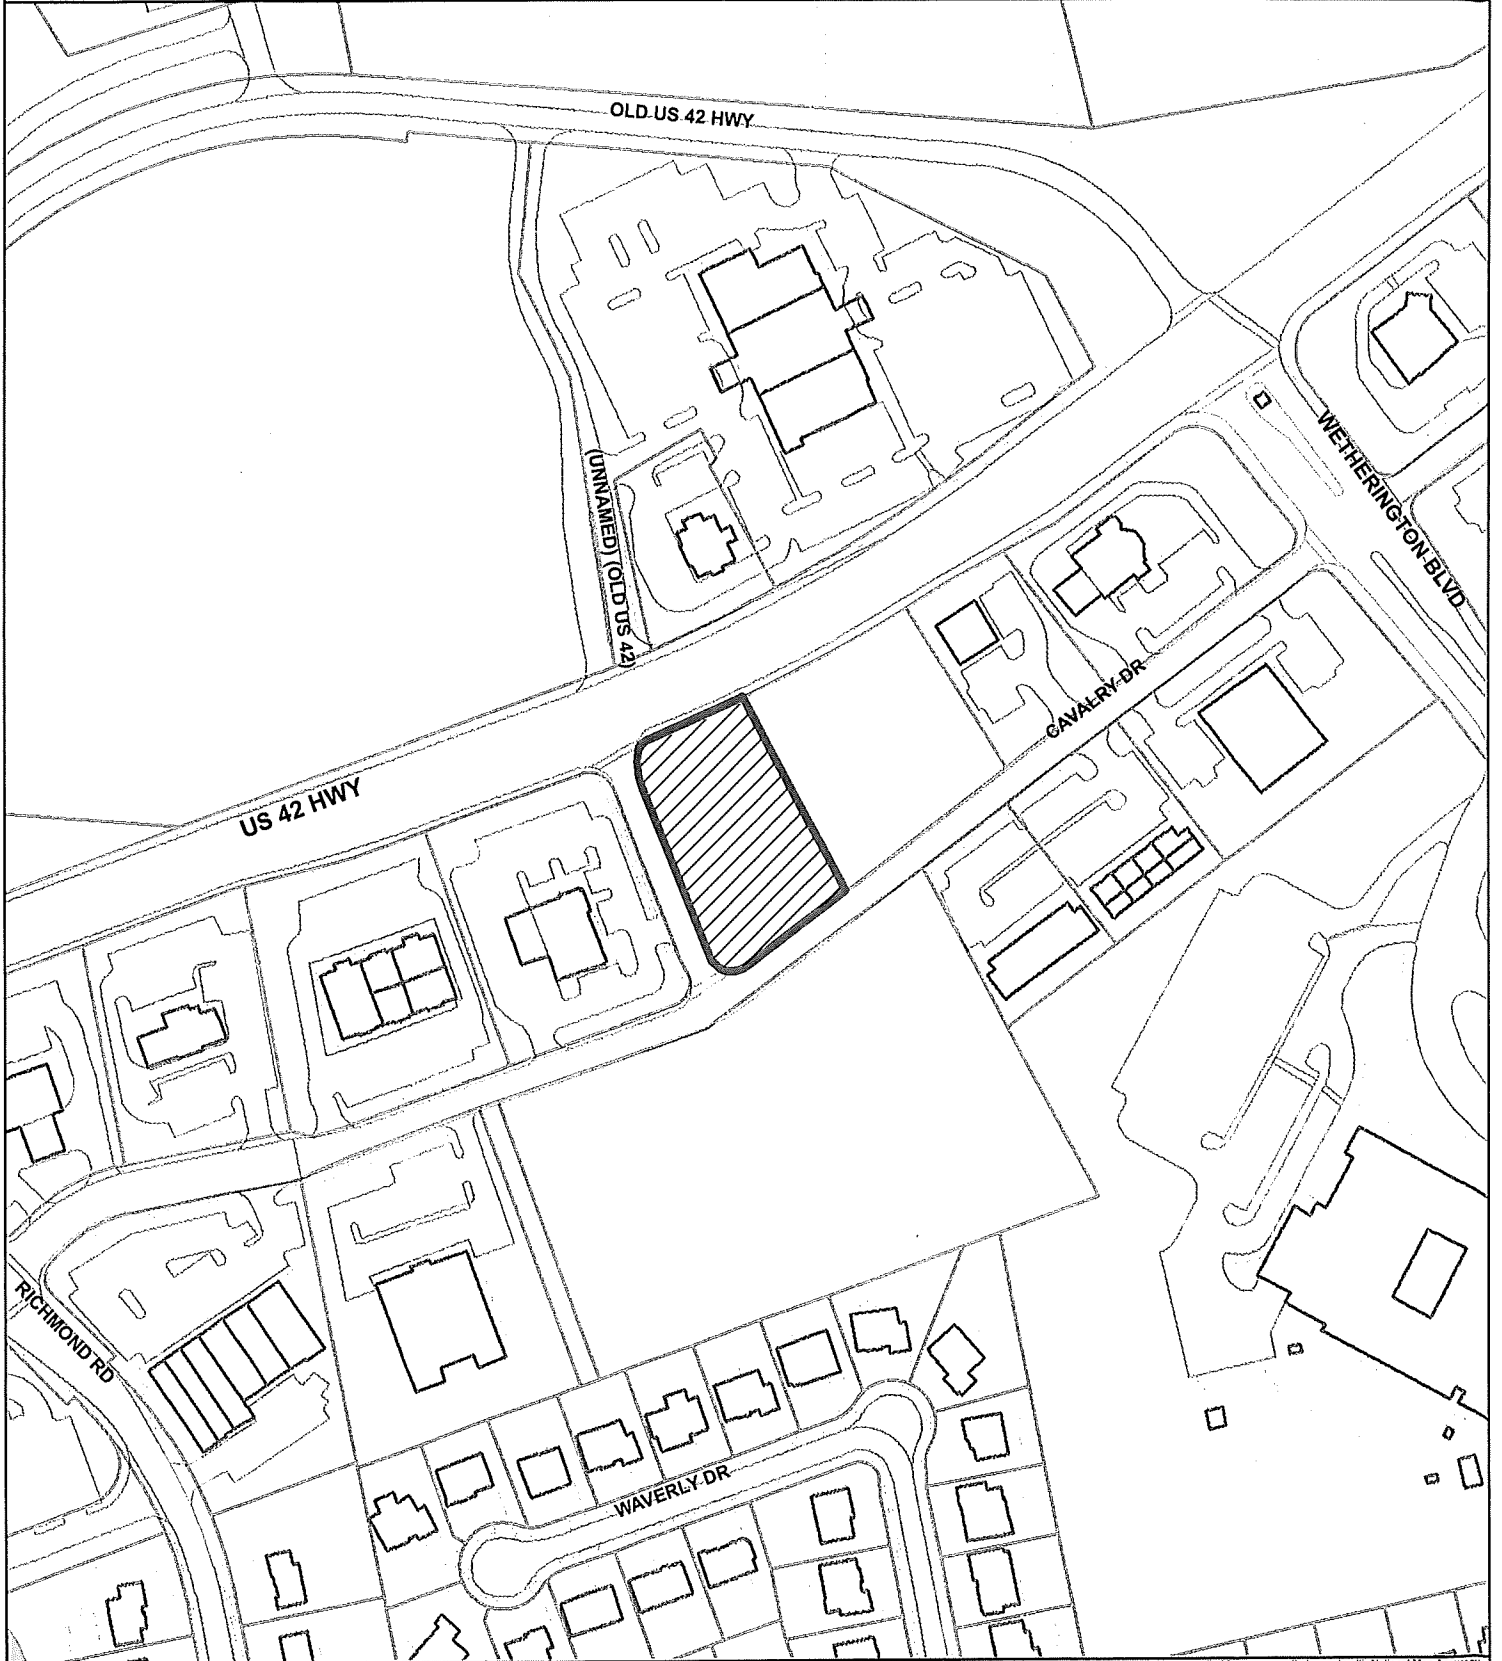 OLD US 42 HWY
WETHERINGTON BLVD
(UNNAMED) (OLD US 42)
CAVALRY DR
US 42 HWY
RICHMOND RD
WAVERLY DR